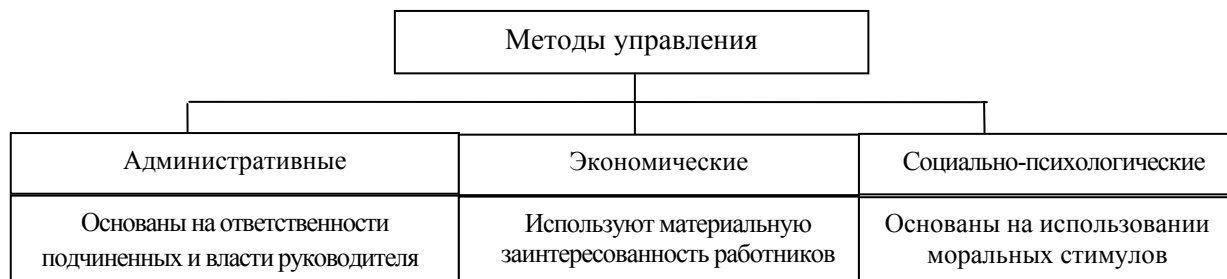 Методы управления
Административные
Экономические
Социально-психологические
Основаны на ответственности
подчиненных и власти руководителя
Используют материальную
заинтересованность работников
Основаны на использовании
моральных стимулов